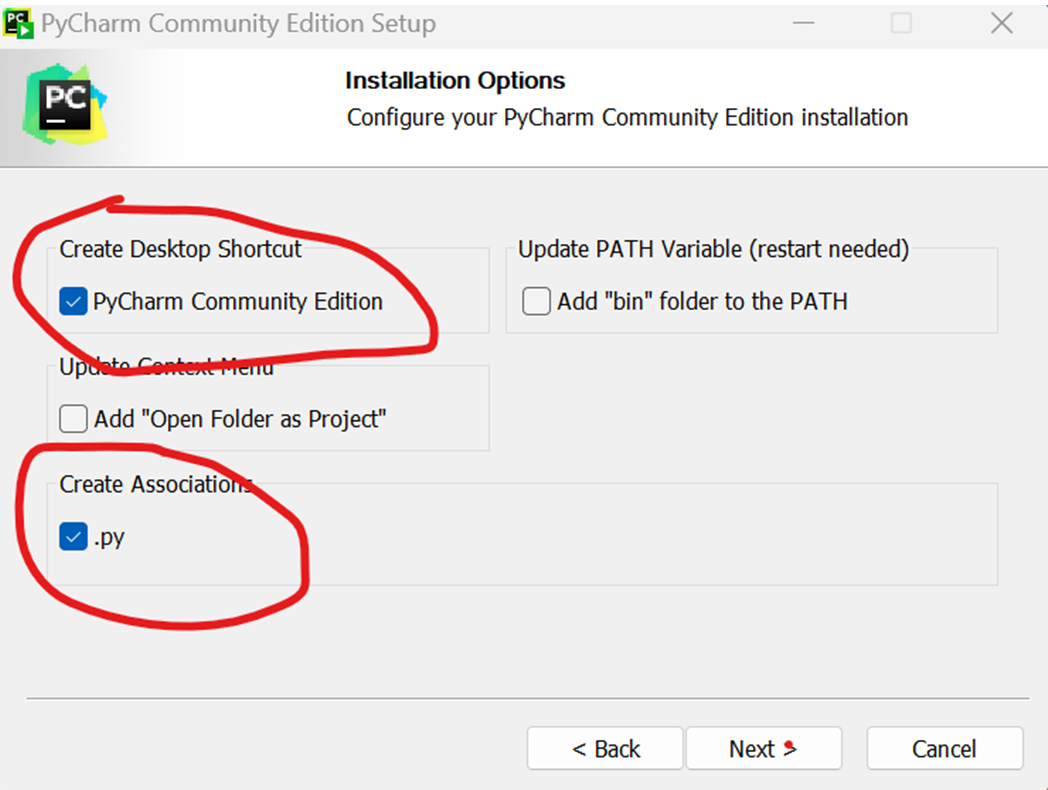 PyCharm Community Edition Setup
PC
Installation Options
Configure your PyCharm Community Edition installation
Create Desktop Shortcut
PyCharm Community Edition
Update PATH Variable (restart needed)
Add "bin" folder to the PATH
Update Context Menu
Add "Open Folder as Project"
Create Associations
.py
< Back
Next >
Cancel